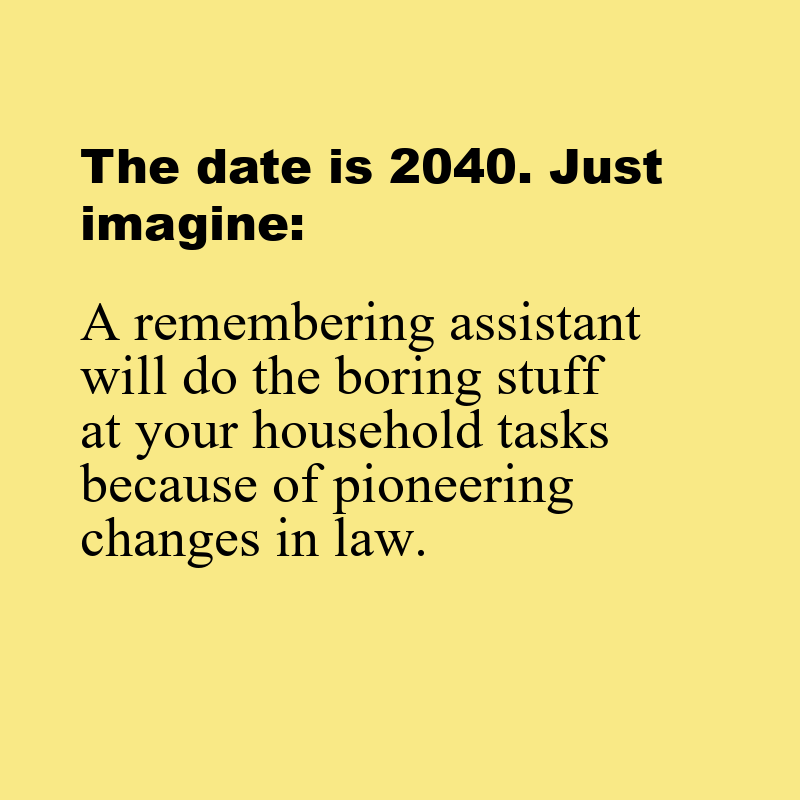 The date is 2040. Just
imagine:
A remembering assistant
will do the boring stuff
at your household tasks
because of pioneering
changes in law.